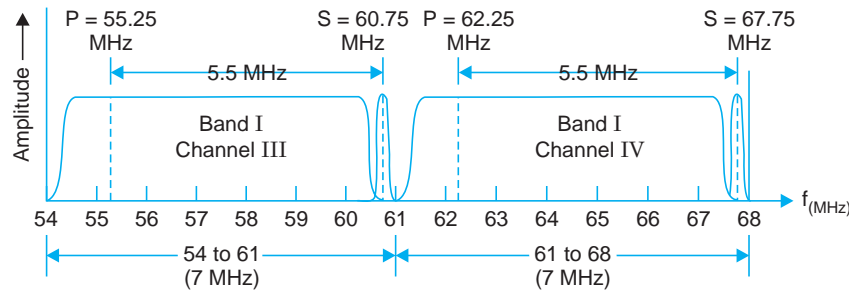 P = 55.25 MHz
S = 60.75 MHz
P = 62.25 MHz
S = 67.75 MHz
Amplitude
5.5 MHz
5.5 MHz
Band I
Channel III
Band I
Channel IV
54 55 56 57 58 59 60 61 62 63 64 65 66 67 68
f(MHz)
54 to 61
(7 MHz)
61 to 68
(7 MHz)